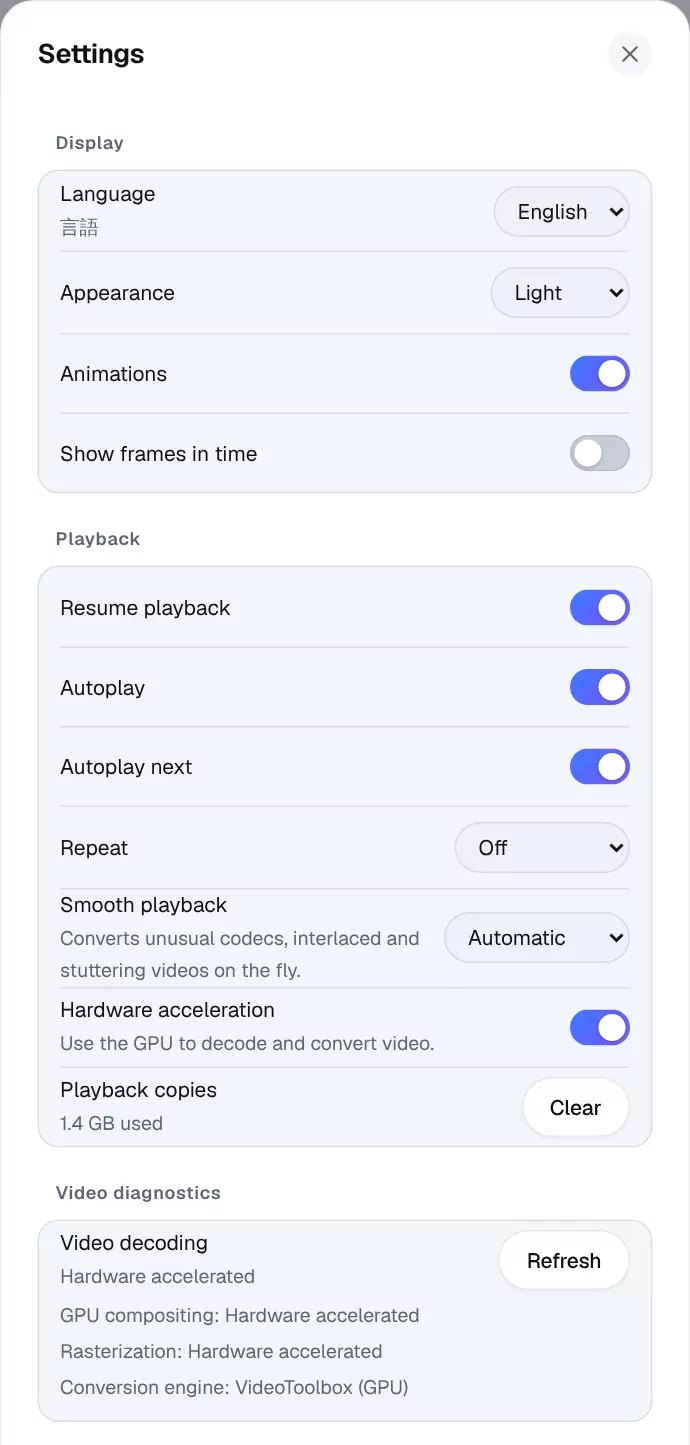 Settings
Display
Language
言語
English
Appearance
Light
Animations
Show frames in time
Playback
Resume playback
Autoplay
Autoplay next
Repeat
Off
Smooth playback
Converts unusual codecs, interlaced and
stuttering videos on the fly.
Automatic
Hardware acceleration
Use the GPU to decode and convert video.
Playback copies
1.4 GB used
Clear
Video diagnostics
Video decoding
Hardware accelerated
Refresh
GPU compositing: Hardware accelerated
Rasterization: Hardware accelerated
Conversion engine: VideoToolbox (GPU)